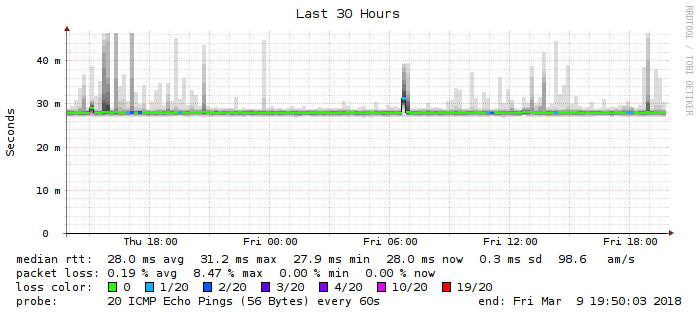 Last 30 Hours
RRDTOOL / TOBI OETIKER
Seconds
40 m
30 m
20 m
10 m
0
Thu 18:00 Fri 00:00 Fri 06:00 Fri 12:00 Fri 18:00
median rtt: 28.0 ms avg 31.2 ms max 27.9 ms min 28.0 ms now 0.3 ms sd 98.6 am/s
packet loss: 0.19 % avg 8.47 % max 0.00 % min 0.00 % now
loss color: 0 1/20 2/20 3/20 4/20 10/20 19/20
probe: 20 ICMP Echo Pings (56 Bytes) every 60s end: Fri Mar 9 19:50:03 2018